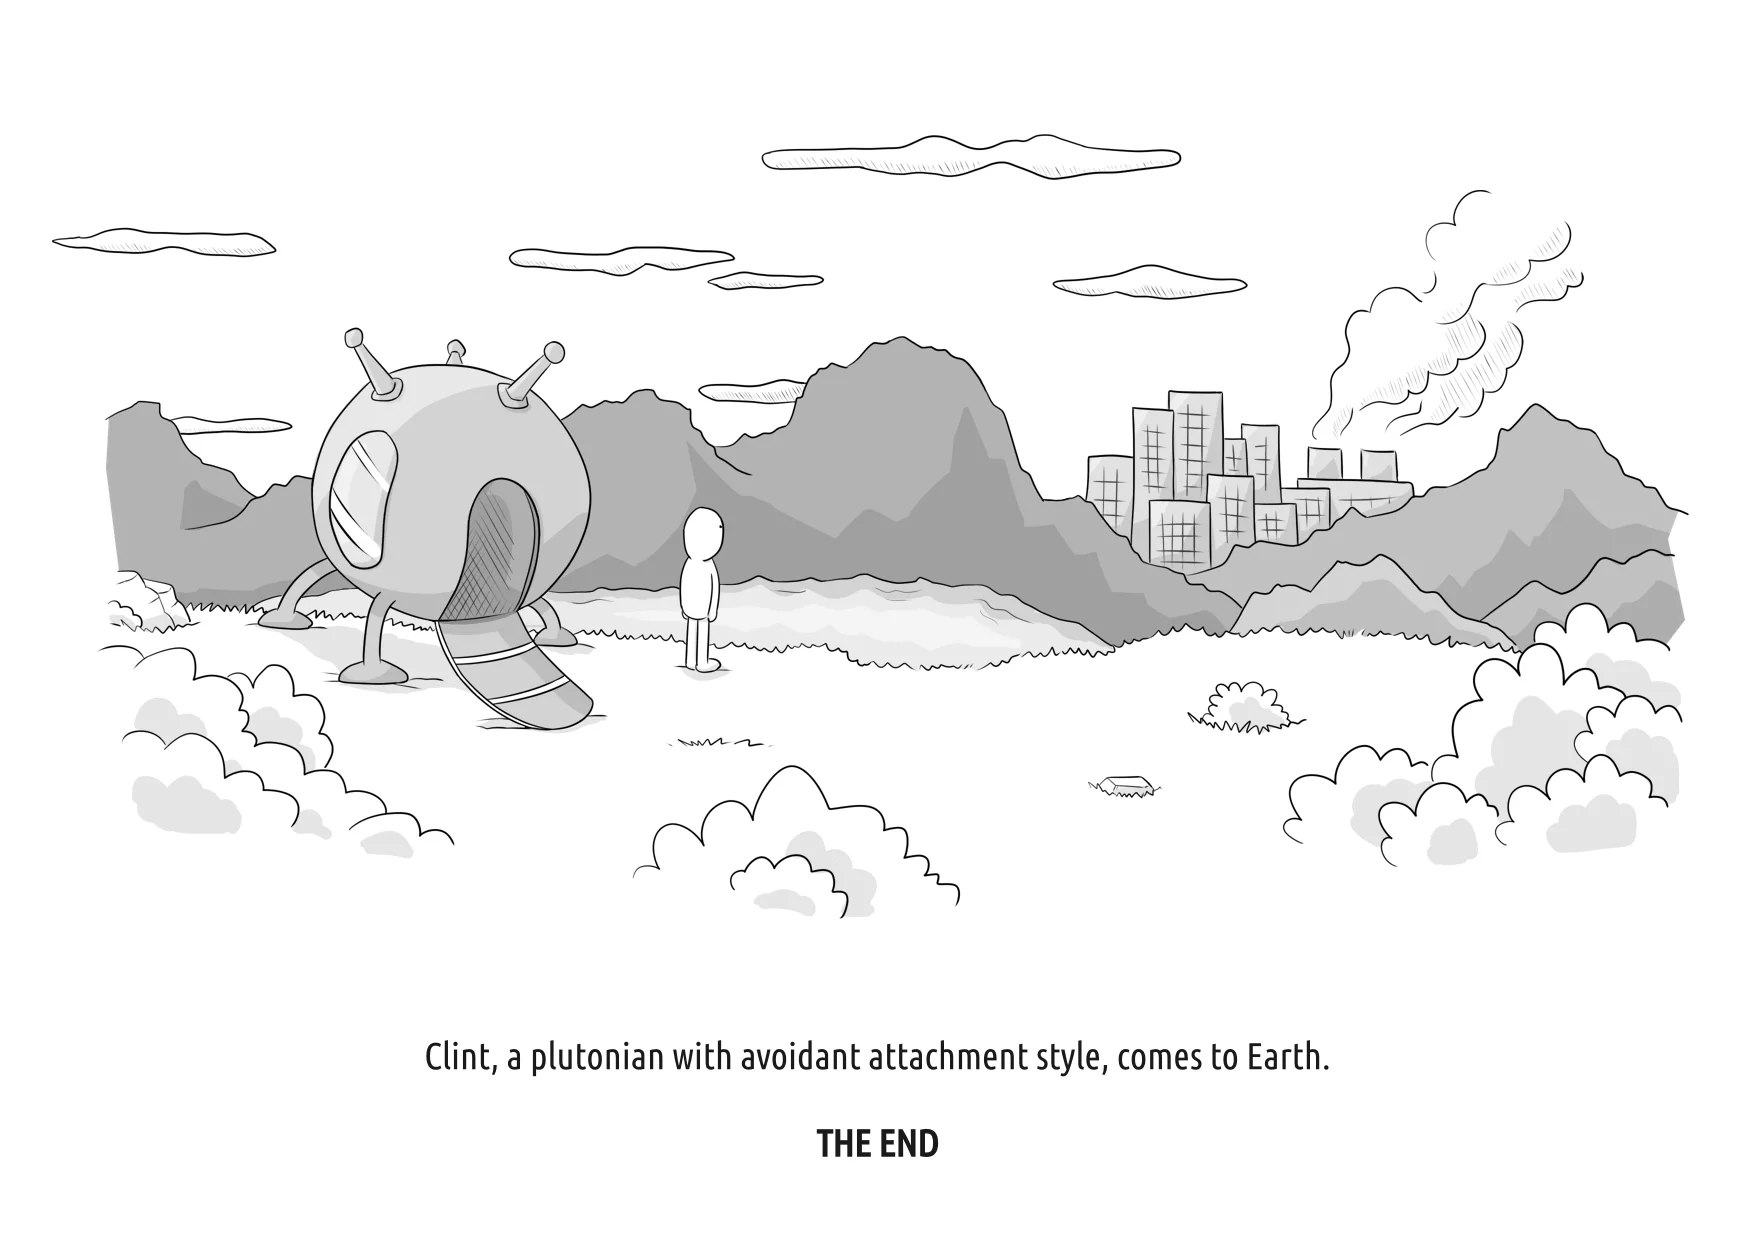 Clint, a plutonian with avoidant attachment style, comes to Earth.
THE END